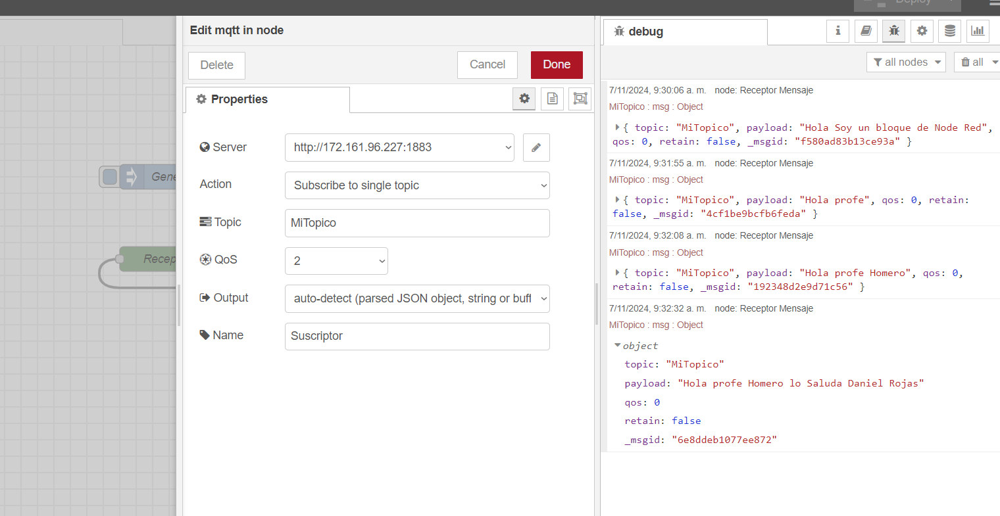 Deploy
Edit mqtt in node
Delete
Cancel
Done
Properties
Server
http://172.161.96.227:1883
Action
Subscribe to single topic
Topic
MiTopico
QoS
2
Output
auto-detect (parsed JSON object, string or buff
Name
Suscriptor
Gene
Recep
debug
i
all nodes
all
7/11/2024, 9:30:06 a. m. node: Receptor Mensaje
MiTopico : msg : Object
{ topic: "MiTopico", payload: "Hola Soy un bloque de Node Red",
qos: 0, retain: false, _msgid: "f580ad83b13ce93a" }
7/11/2024, 9:31:55 a. m. node: Receptor Mensaje
MiTopico : msg : Object
{ topic: "MiTopico", payload: "Hola profe", qos: 0, retain:
false, _msgid: "4cf1be9bcfb6feda" }
7/11/2024, 9:32:08 a. m. node: Receptor Mensaje
MiTopico : msg : Object
{ topic: "MiTopico", payload: "Hola profe Homero", qos: 0,
retain: false, _msgid: "192348d2e9d71c56" }
7/11/2024, 9:32:32 a. m. node: Receptor Mensaje
MiTopico : msg : Object
object
topic: "MiTopico"
payload: "Hola profe Homero lo Saluda Daniel Rojas"
qos: 0
retain: false
_msgid: "6e8ddeb1077ee872"